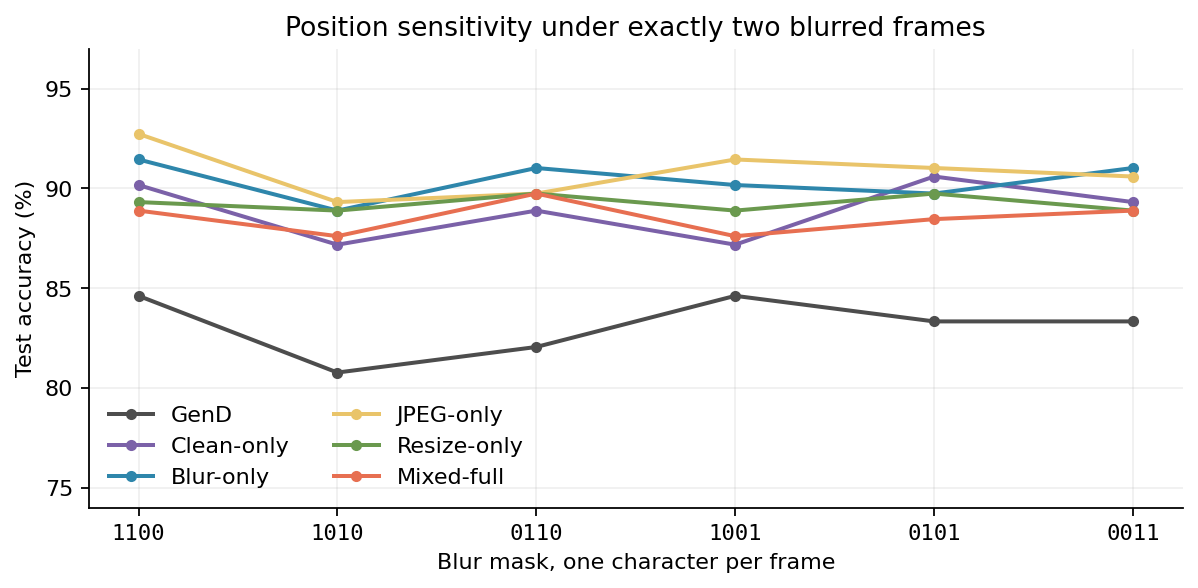 Position sensitivity under exactly two blurred frames
Test accuracy (%)
95
90
85
80
75
GenD
Clean-only
Blur-only
JPEG-only
Resize-only
Mixed-full
1100
1010
0110
1001
0101
0011
Blur mask, one character per frame